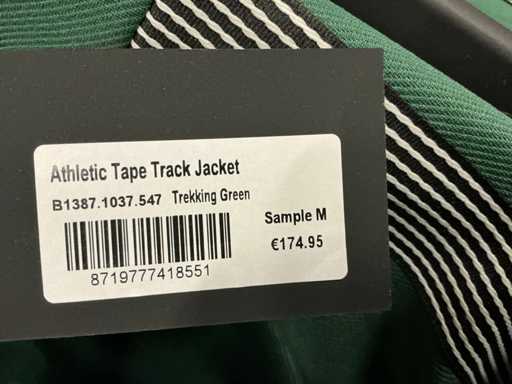 Athletic Tape Track Jacket
B1387.1037.547 Trekking Green
Sample M
€174.95
8719777418551